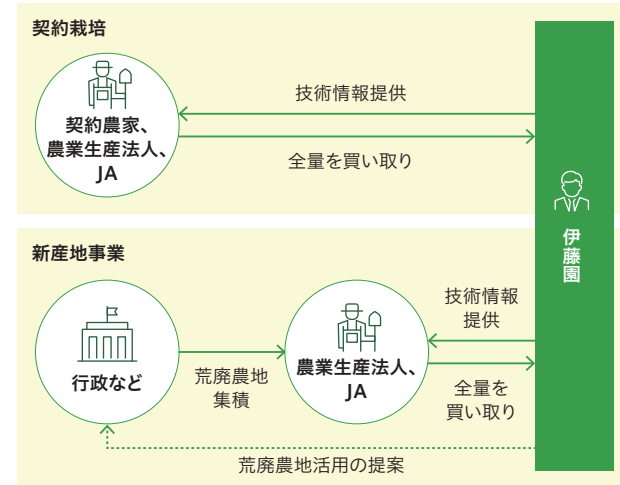 契約栽培
契約農家、
農業生産法人、
JA
技術情報提供
全量を買い取り
伊藤園
新産地事業
行政など
荒廃農地
集積
農業生産法人、
JA
技術情報
提供
全量を
買い取り
荒廃農地活用の提案